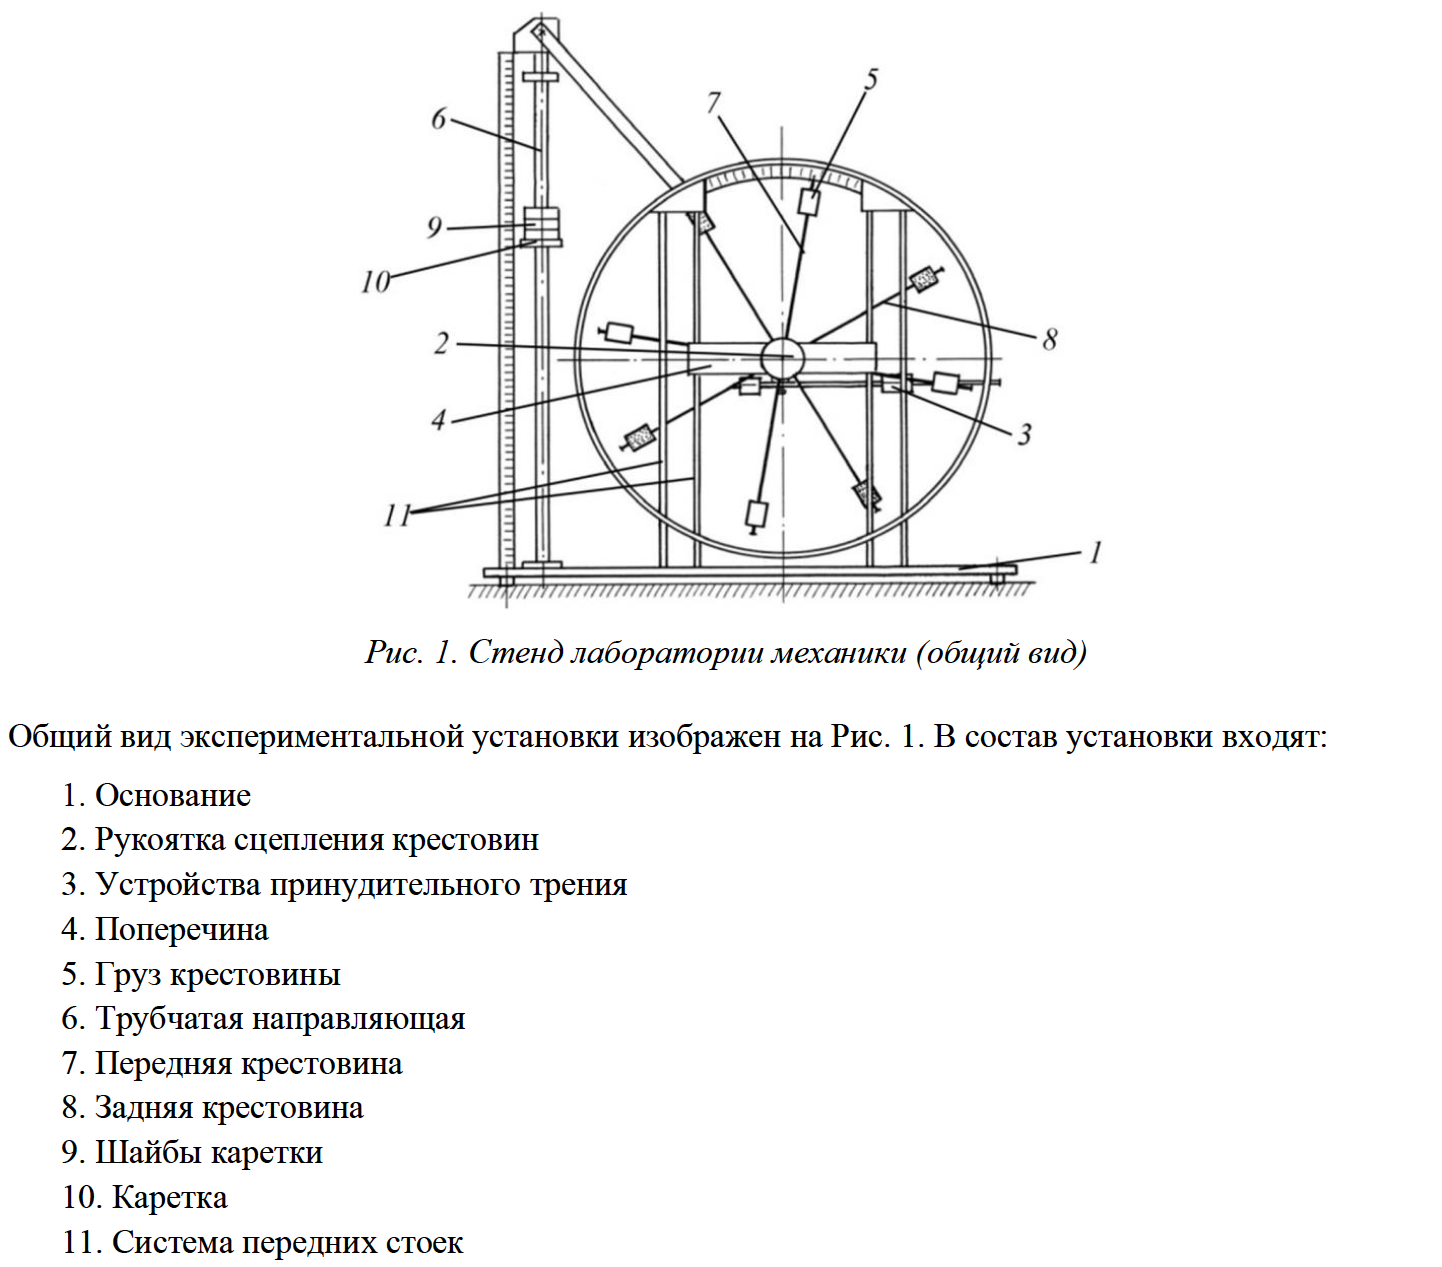 5
7
6
9
10
2
8
4
3
11
1
Рис. 1. Стенд лаборатории механики (общий вид)
Общий вид экспериментальной установки изображен на Рис. 1. В состав установки входят:
1. Основание
2. Рукоятка сцепления крестовин
3. Устройства принудительного трения
4. Поперечина
5. Груз крестовины
6. Трубчатая направляющая
7. Передняя крестовина
8. Задняя крестовина
9. Шайбы каретки
10. Каретка
11. Система передних стоек